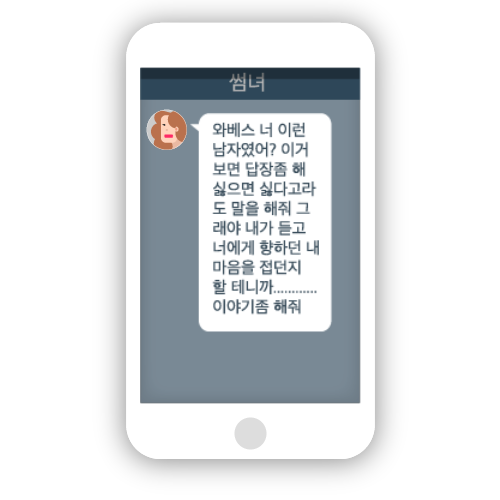 썸녀
와베스 너 이런
남자였어? 이거
보면 답장좀 해
싫으면 싫다고라
도 말을 해줘 그
래야 내가 듣고
너에게 향하던 내
마음을 접던지
할 테니까............
이야기좀 해줘